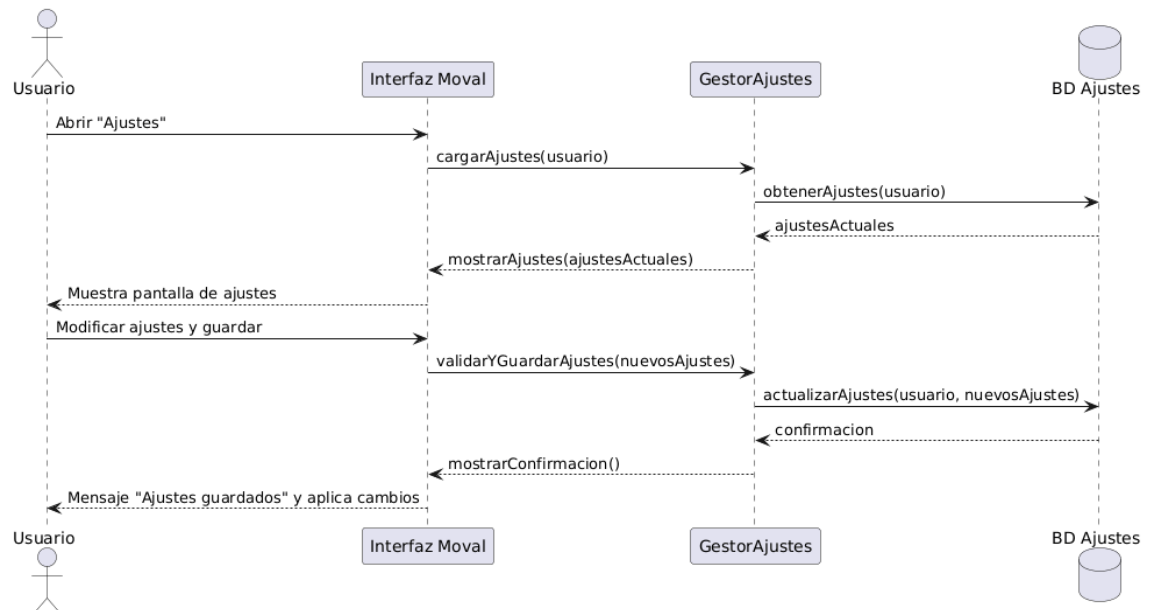 Usuario
Interfaz Moval
GestorAjustes
BD Ajustes
Abrir "Ajustes"
cargarAjustes(usuario)
obtenerAjustes(usuario)
ajustesActuales
mostrarAjustes(ajustesActuales)
Muestra pantalla de ajustes
Modificar ajustes y guardar
validarYGuardarAjustes(nuevosAjustes)
actualizarAjustes(usuario, nuevosAjustes)
confirmacion
mostrarConfirmacion()
Mensaje "Ajustes guardados" y aplica cambios
Usuario
Interfaz Moval
GestorAjustes
BD Ajustes